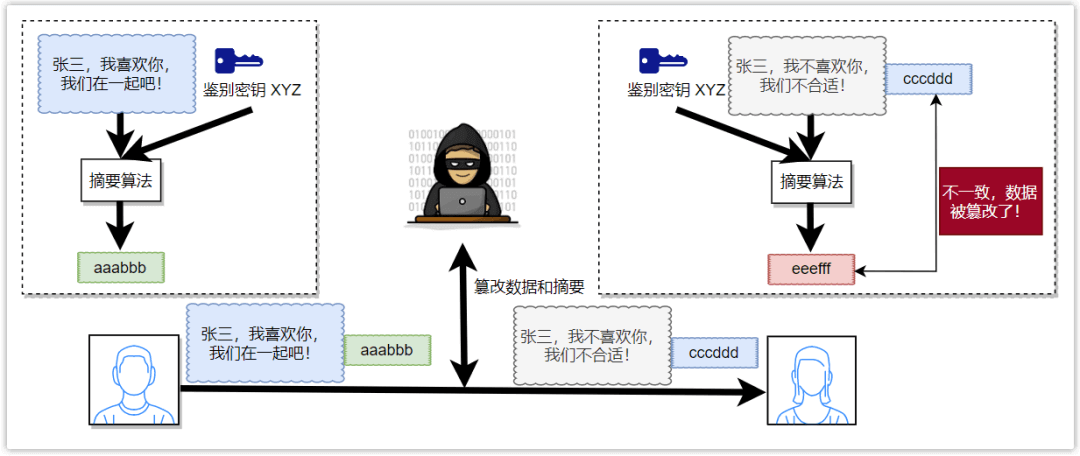 张三，我喜欢你，
我们在一起吧！
鉴别密钥 XYZ
摘要算法
aaabbb
鉴别密钥 XYZ
张三，我不喜欢你，
我们不合适！
cccddd
摘要算法
不一致，数据
被篡改了！
eeefff
篡改数据和摘要
张三，我喜欢你，
我们在一起吧！
aaabbb
张三，我不喜欢你，
我们不合适！
cccddd